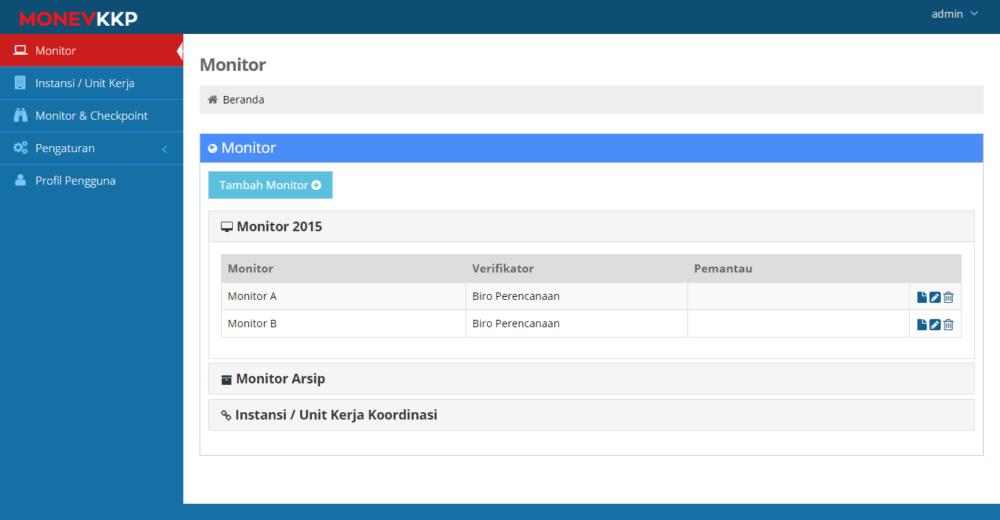 MONEVKKP
admin
Monitor
Instansi / Unit Kerja
Monitor & Checkpoint
Pengaturan
Profil Pengguna
Monitor
Beranda
Monitor
Tambah Monitor
Monitor 2015
Monitor Verifikator Pemantau
Monitor A Biro Perencanaan
Monitor B Biro Perencanaan
Monitor Arsip
Instansi / Unit Kerja Koordinasi